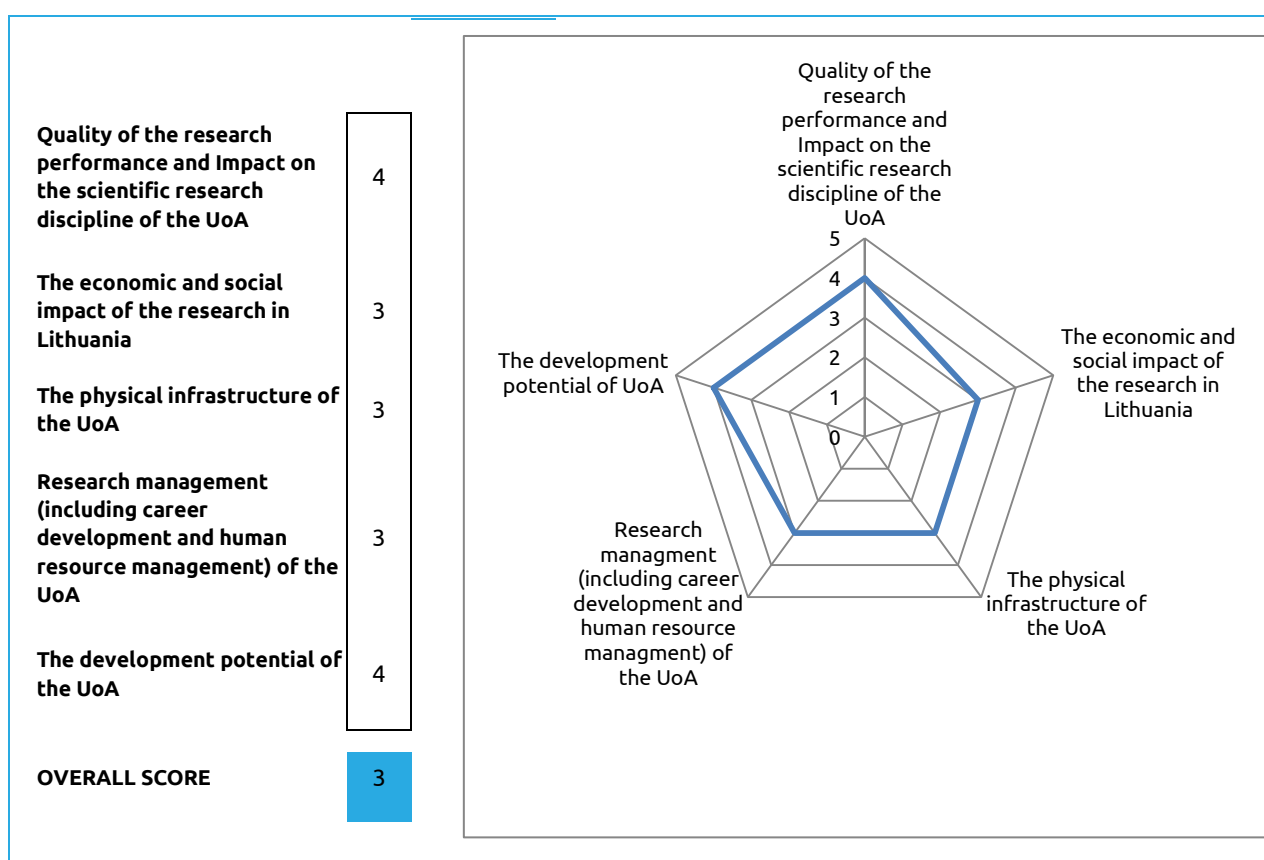 Quality of the research
performance and Impact on
the scientific research
discipline of the UoA
4
The economic and social
impact of the research in
Lithuania
3
The physical infrastructure of
the UoA
3
Research management
(including career
development and human
resource management) of the
UoA
3
The development potential of
the UoA
4
OVERALL SCORE
3
Quality of the
research
performance and
Impact on the
scientific research
discipline of the
UoA
5
4
3
2
1
0
The economic and
social impact of
the research in
Lithuania
The physical
infrastructure of
the UoA
Research
managment
(including career
development and
human resource
managment) of
the UoA
The development
potential of UoA